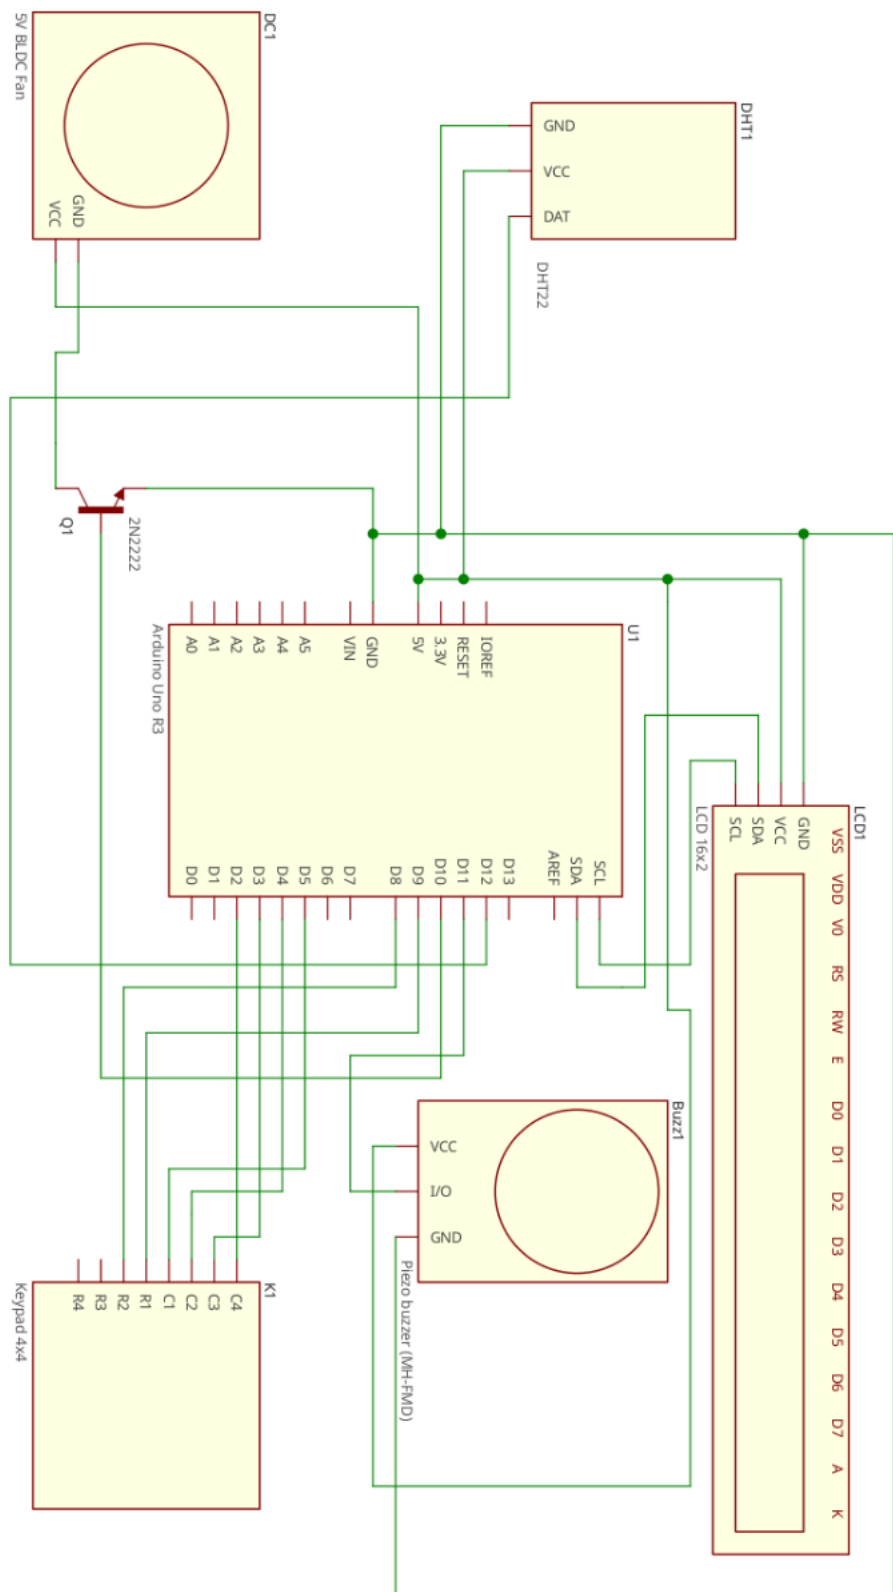 DC1
5V BLDC Fan
VCC
GND
DHT1
GND
VCC
DAT
DHT22
Q1
2N2222
U1
Arduino Uno R3
A0
A1
A2
A3
A4
A5
VIN
GND
5V
3.3V
RESET
IOREF
D0
D1
D2
D3
D4
D5
D6
D7
D8
D9
D10
D11
D12
D13
AREF
SDA
SCL
LCD1
LCD 16x2
SCL
SDA
VCC
GND
VSS
VDD
V0
RS
RW
E
D0
D1
D2
D3
D4
D5
D6
D7
A
K
Buzz1
VCC
I/O
GND
Piezo buzzer (MH-FMD)
K1
Keypad 4x4
R4
R3
R2
R1
C1
C2
C3
C4